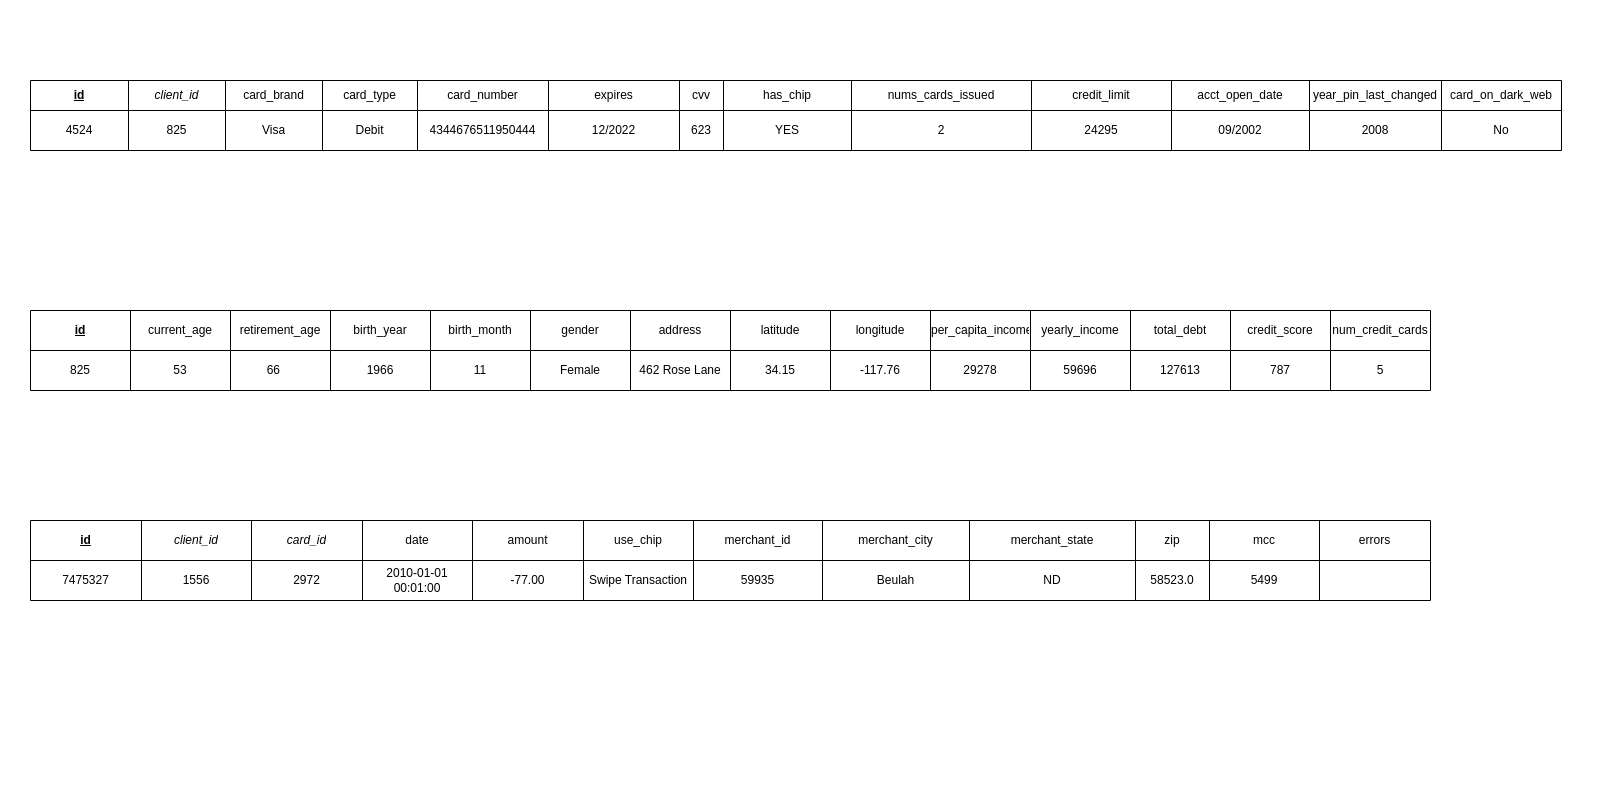 id client_id card_brand card_type card_number expires cvv has_chip nums_cards_issued credit_limit acct_open_date year_pin_last_changed card_on_dark_web
4524 825 Visa Debit 4344676511950444 12/2022 623 YES 2 24295 09/2002 2008 No
id current_age retirement_age birth_year birth_month gender address latitude longitude per_capita_income yearly_income total_debt credit_score num_credit_cards
825 53 66 1966 11 Female 462 Rose Lane 34.15 -117.76 29278 59696 127613 787 5
id client_id card_id date amount use_chip merchant_id merchant_city merchant_state zip mcc errors
7475327 1556 2972 2010-01-01 00:01:00 -77.00 Swipe Transaction 59935 Beulah ND 58523.0 5499